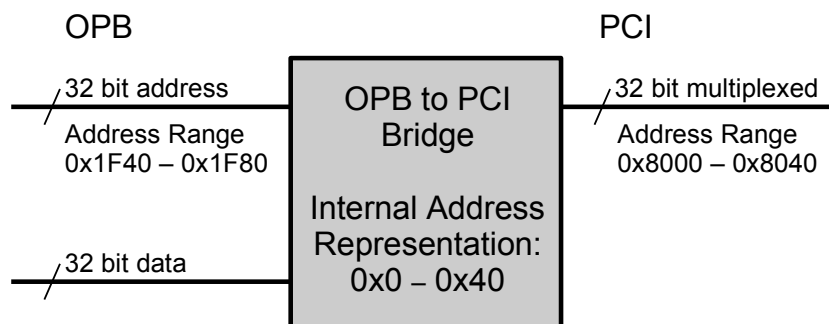 OPB
PCI
32 bit address
Address Range
0x1F40 – 0x1F80
32 bit data
OPB to PCI
Bridge
Internal Address
Representation:
0x0 – 0x40
32 bit multiplexed
Address Range
0x8000 – 0x8040